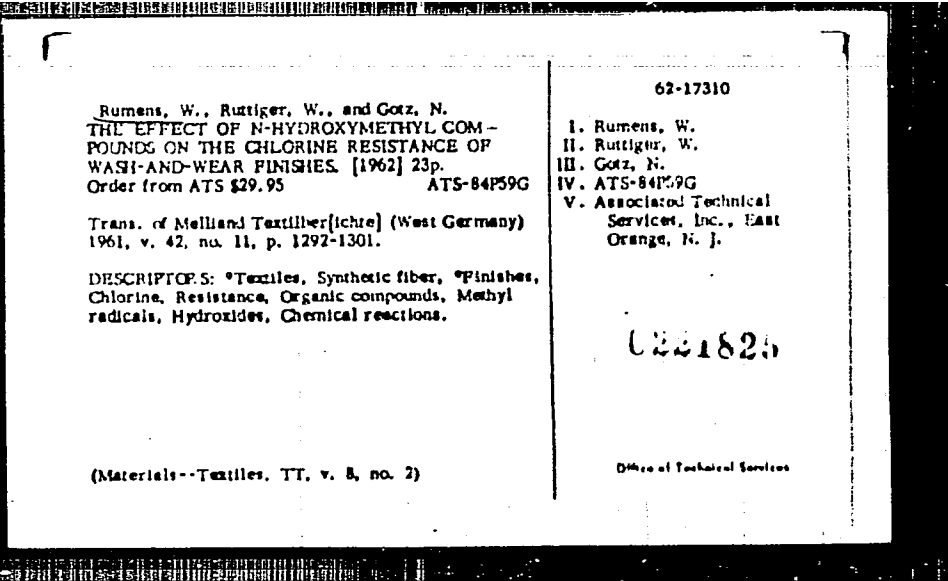 Rumens, W., Ruttiger, W., and Gotz, N.
THE EFFECT OF N-HYDROXYMETHYL COM-
POUNDS ON THE CHLORINE RESISTANCE OF
WASH-AND-WEAR FINISHES. [1962] 23p.
Order from ATS $29.95 ATS-84P59G
Trans. of Melliand Textilber[ichte] (West Germany)
1961, v. 42, no. 11, p. 1292-1301.
DESCRIPTORS: *Textiles, Synthetic fiber, *Finishes,
Chlorine, Resistance, Organic compounds, Methyl
radicals, Hydroxides, Chemical reactions.
(Materials--Textiles, TT, v. 8, no. 2)
62-17310
I. Rumens, W.
II. Ruttiger, W.
III. Gotz, N.
IV. ATS-84P59G
V. Associated Technical
Services, Inc., East
Orange, N. J.
C221825
Office of Technical Services